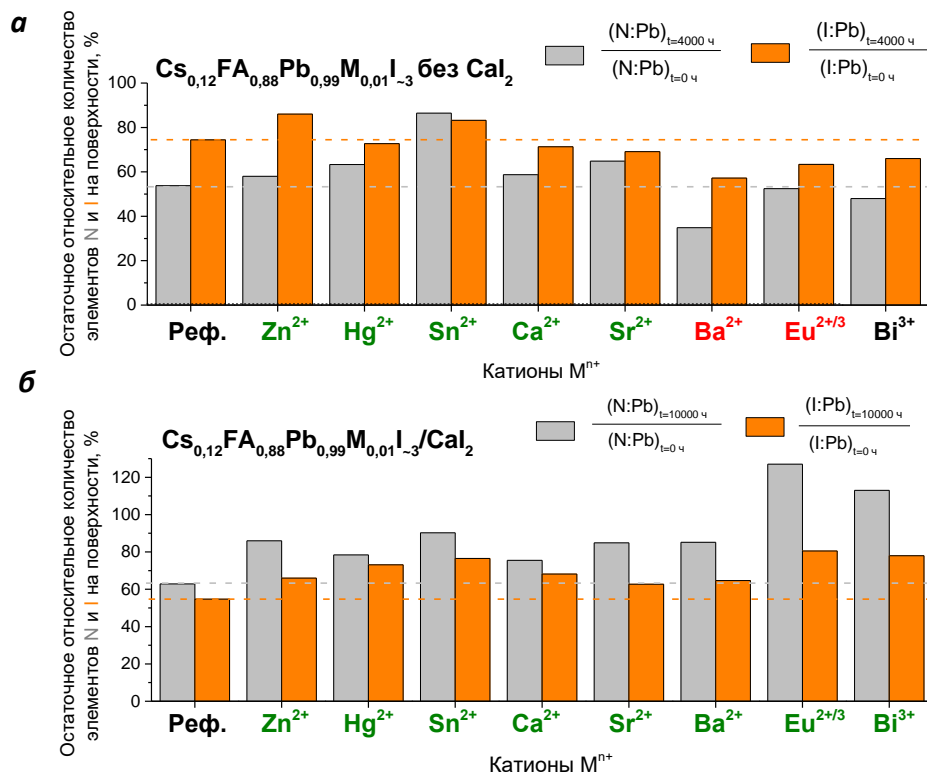 а
(N:Pb)t=4000 ч
(N:Pb)t=0 ч
(I:Pb)t=4000 ч
(I:Pb)t=0 ч
Cs0,12FA0,88Pb0,99M0,01I~3 без CaI2
Остаточное относительное количество
элементов N и I на поверхности, %
100
80
60
40
20
0
Реф. Zn2+ Hg2+ Sn2+ Ca2+ Sr2+ Ba2+ Eu2+/3 Bi3+
Катионы Mn+
б
(N:Pb)t=10000 ч
(N:Pb)t=0 ч
(I:Pb)t=10000 ч
(I:Pb)t=0 ч
Cs0,12FA0,88Pb0,99M0,01I~3/CaI2
Остаточное относительное количество
элементов N и I на поверхности, %
120
100
80
60
40
20
0
Реф. Zn2+ Hg2+ Sn2+ Ca2+ Sr2+ Ba2+ Eu2+/3 Bi3+
Катионы Mn+